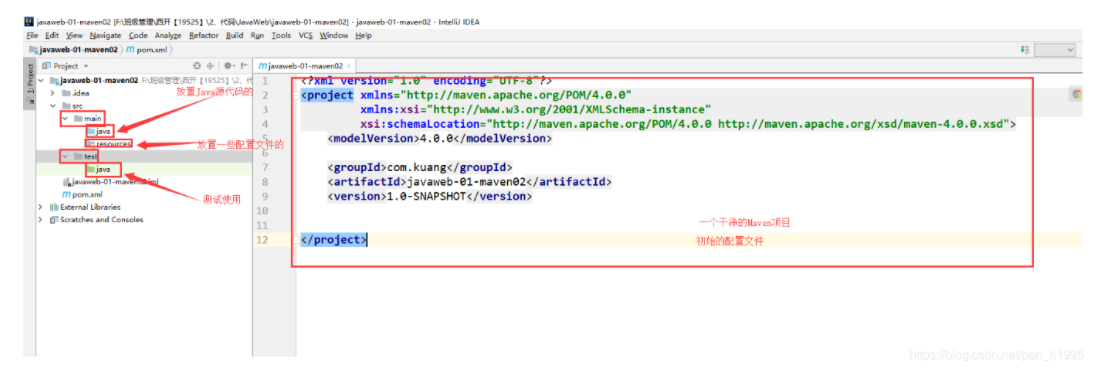 javaweb-01-maven02 [F:\班级管理\西开【19525】\2、代码\JavaWeb\javaweb-01-maven02] - javaweb-01-maven02 - IntelliJ IDEA
File Edit View Navigate Code Analyze Refactor Build Run Tools VCS Window Help
javaweb-01-maven02 〉 m pom.xml 〉
Project
m javaweb-01-maven02 ×
1: Project
javaweb-01-maven02 F:\班级管理\西开【19525】\2、代
.idea
放置Java源代码的
src
main
java
resources
放置一些配置文件的
test
java
javaweb-01-maven02.iml
测试使用
m pom.xml
External Libraries
Scratches and Consoles
1 <?xml version="1.0" encoding="UTF-8"?>
2 <project xmlns="http://maven.apache.org/POM/4.0.0"
3 xmlns:xsi="http://www.w3.org/2001/XMLSchema-instance"
4 xsi:schemaLocation="http://maven.apache.org/POM/4.0.0 http://maven.apache.org/xsd/maven-4.0.0.xsd">
5 <modelVersion>4.0.0</modelVersion>
6
7 <groupId>com.kuang</groupId>
8 <artifactId>javaweb-01-maven02</artifactId>
9 <version>1.0-SNAPSHOT</version>
10
11
一个干净的Maven项目
12 </project>
初始的配置文件
https://blog.csdn.net/pan_h1995